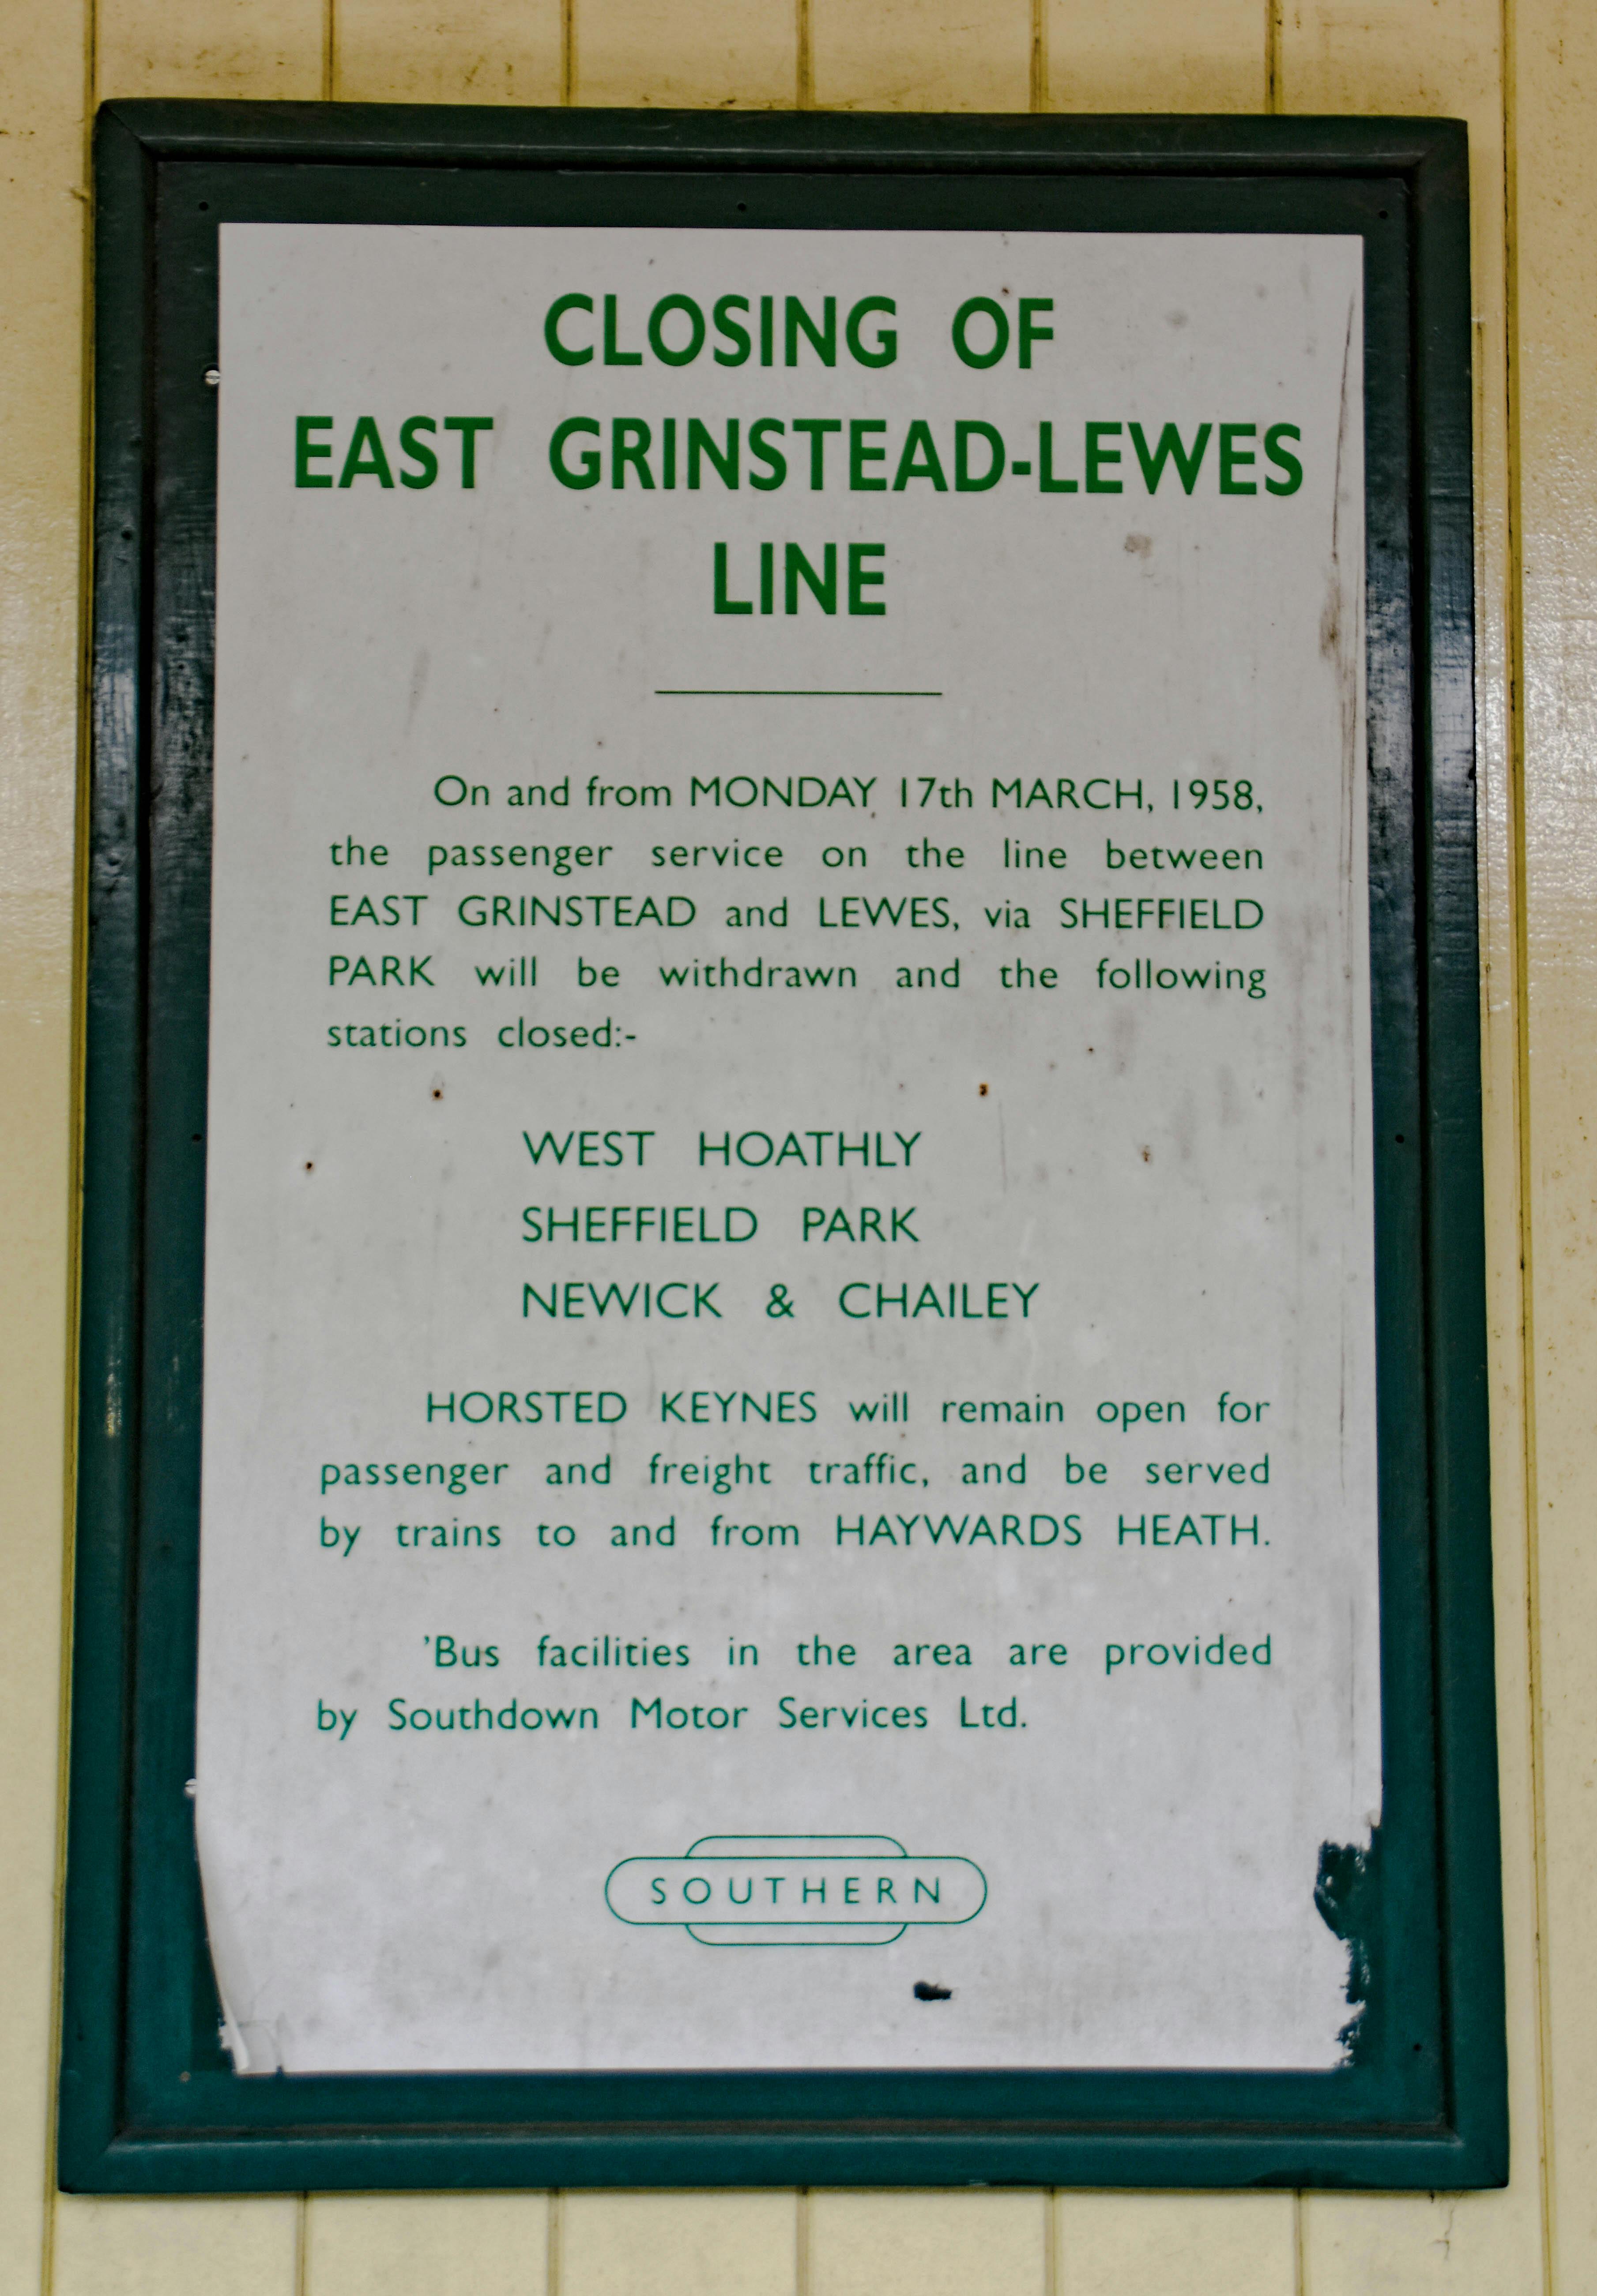 CLOSING OF
EAST GRINSTEAD-LEWES
LINE
On and from MONDAY 17th MARCH, 1958,
the passenger service on the line between
EAST GRINSTEAD and LEWES, via SHEFFIELD
PARK will be withdrawn and the following
stations closed:-
WEST HOATHLY
SHEFFIELD PARK
NEWICK & CHAILEY
HORSTED KEYNES will remain open for
passenger and freight traffic, and be served
by trains to and from HAYWARDS HEATH.
'Bus facilities in the area are provided
by Southdown Motor Services Ltd.
SOUTHERN